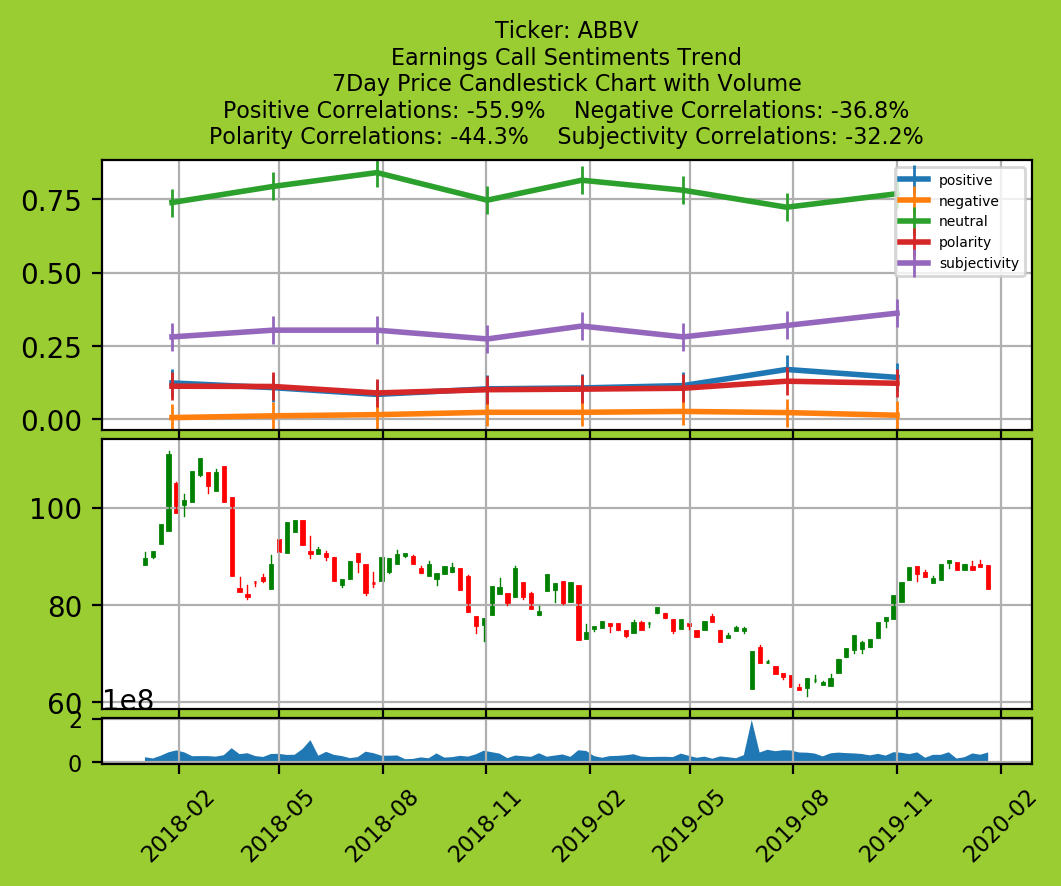 Ticker: ABBV
Earnings Call Sentiments Trend
7Day Price Candlestick Chart with Volume
Positive Correlations: -55.9%    Negative Correlations: -36.8%
Polarity Correlations: -44.3%    Subjectivity Correlations: -32.2%
0.75
0.50
0.25
0.00
positive
negative
neutral
polarity
subjectivity
100
80
60
1e8
2
0
2018-02
2018-05
2018-08
2018-11
2019-02
2019-05
2019-08
2019-11
2020-02